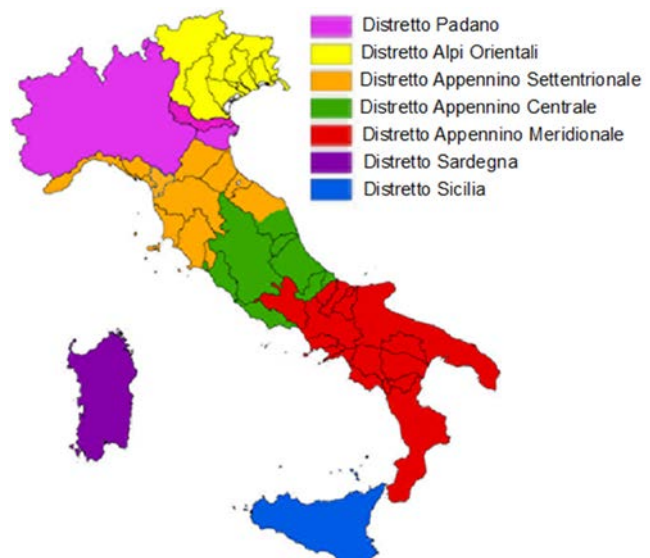 Distretto Padano
Distretto Alpi Orientali
Distretto Appennino Settentrionale
Distretto Appennino Centrale
Distretto Appennino Meridionale
Distretto Sardegna
Distretto Sicilia